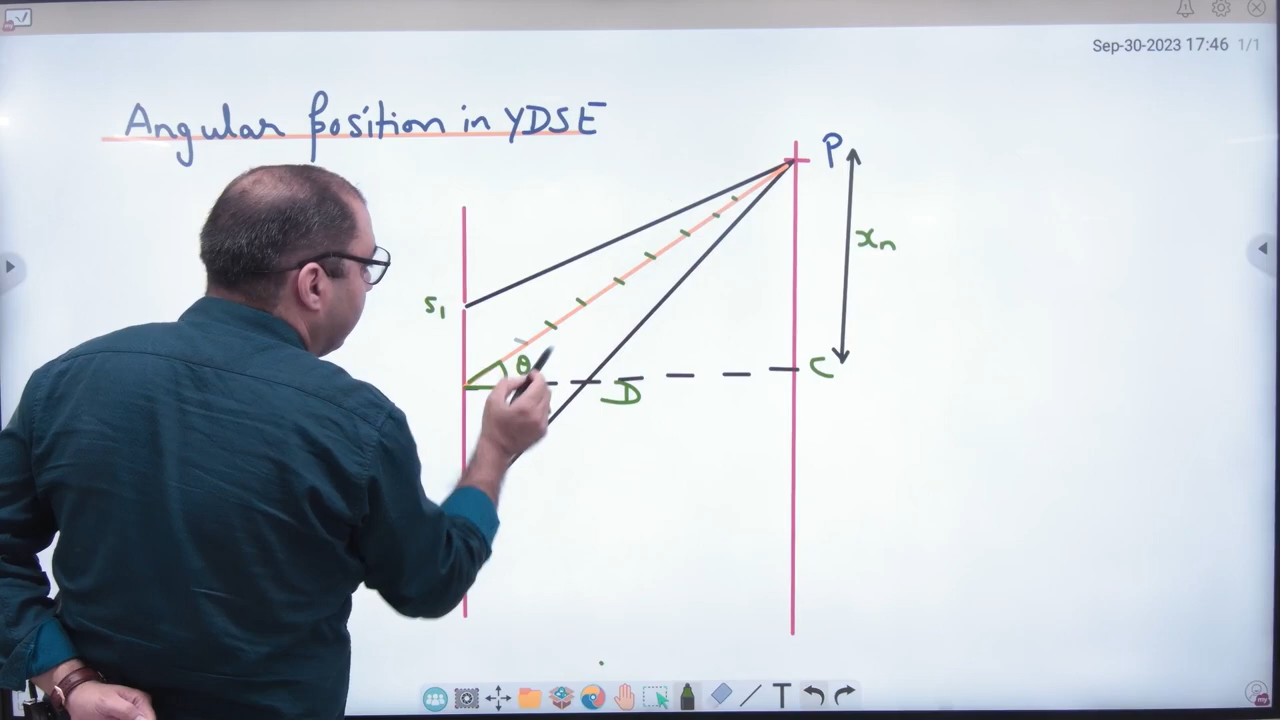 Sep-30-2023 17:46 1/1
Angular position in YDSE
P
xn
S1
θ
C
D
T